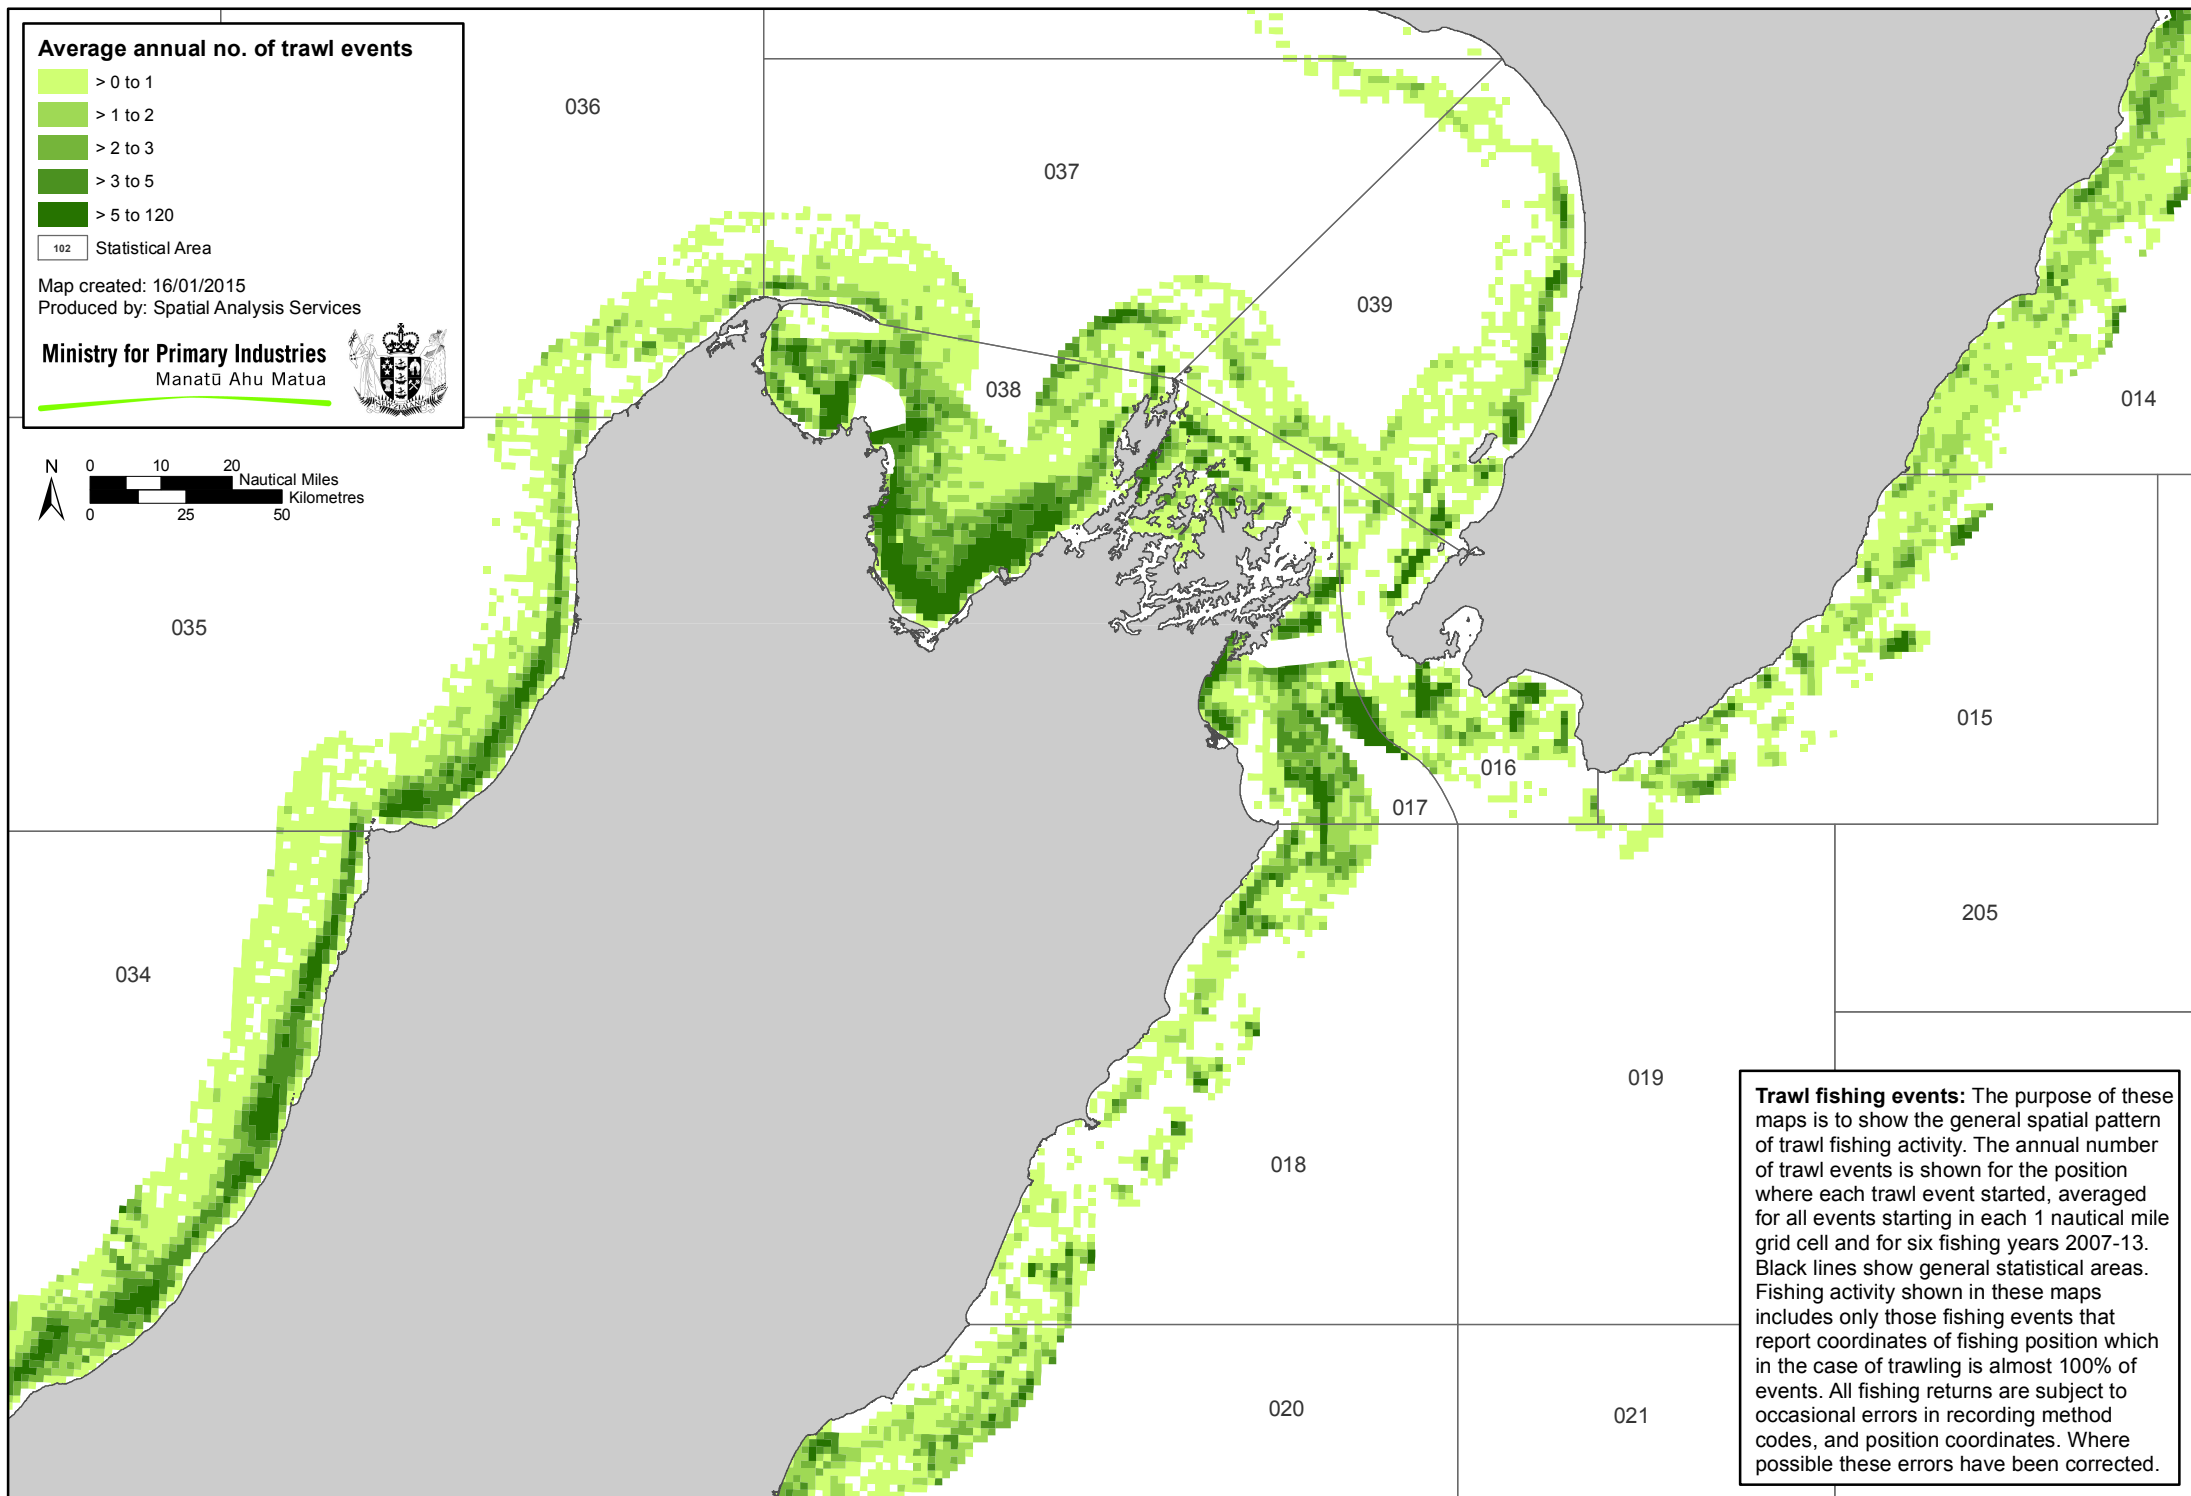 Average annual no. of trawl events
> 0 to 1
> 1 to 2
> 2 to 3
> 3 to 5
> 5 to 120
102 Statistical Area
Map created: 16/01/2015
Produced by: Spatial Analysis Services
Ministry for Primary Industries
Manatū Ahu Matua
N
0 10 20
Nautical Miles
Kilometres
0 25 50
036
037
039
038
014
035
015
016
017
205
034
019
018
020
021
Trawl fishing events: The purpose of these
maps is to show the general spatial pattern
of trawl fishing activity. The annual number
of trawl events is shown for the position
where each trawl event started, averaged
for all events starting in each 1 nautical mile
grid cell and for six fishing years 2007-13.
Black lines show general statistical areas.
Fishing activity shown in these maps
includes only those fishing events that
report coordinates of fishing position which
in the case of trawling is almost 100% of
events. All fishing returns are subject to
occasional errors in recording method
codes, and position coordinates. Where
possible these errors have been corrected.